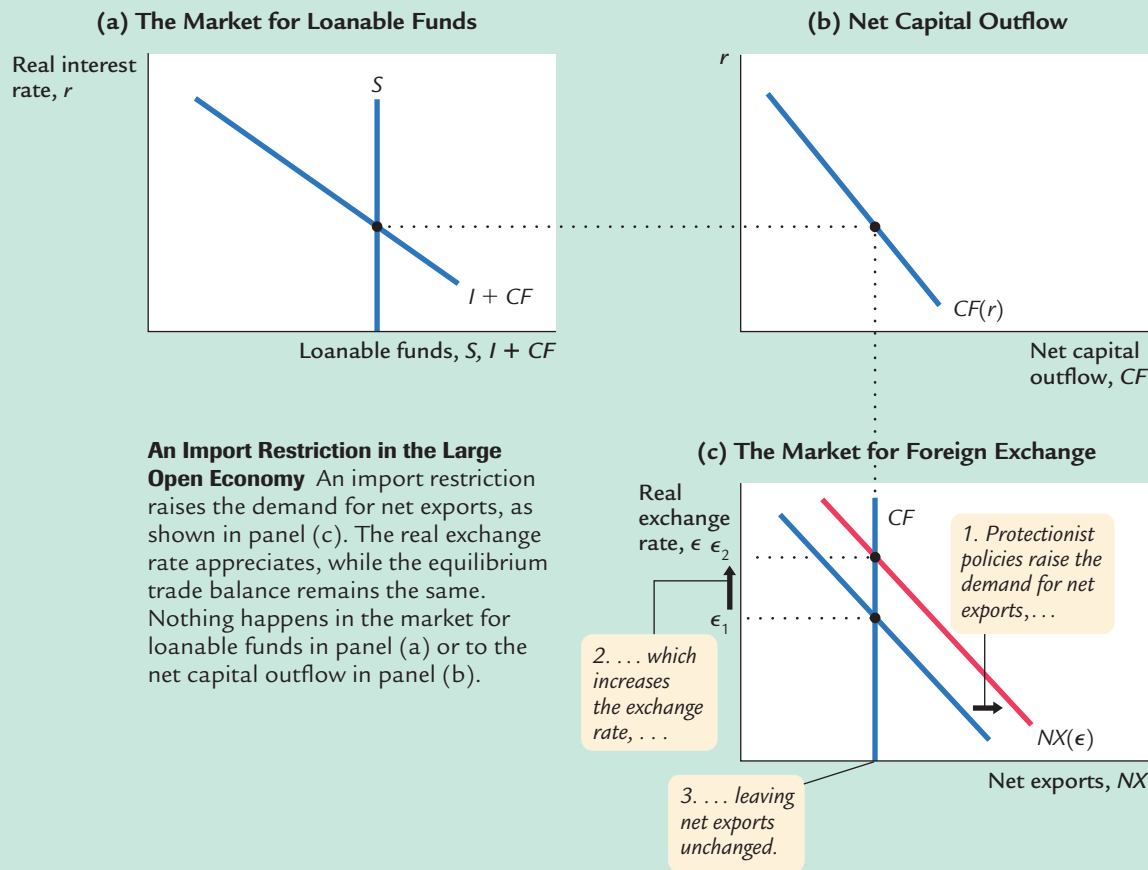 (a) The Market for Loanable Funds
Real interest
rate, r
S
I + CF
Loanable funds, S, I + CF
(b) Net Capital Outflow
r
CF(r)
Net capital
outflow, CF
An Import Restriction in the Large
Open Economy An import restriction
raises the demand for net exports, as
shown in panel (c). The real exchange
rate appreciates, while the equilibrium
trade balance remains the same.
Nothing happens in the market for
loanable funds in panel (a) or to the
net capital outflow in panel (b).
(c) The Market for Foreign Exchange
Real
exchange
rate, ϵ ϵ₂
ϵ₁
CF
1. Protectionist
policies raise the
demand for net
exports, . . .
2. . . . which
increases
the exchange
rate, . . .
NX(ϵ)
Net exports, NX
3. . . . leaving
net exports
unchanged.